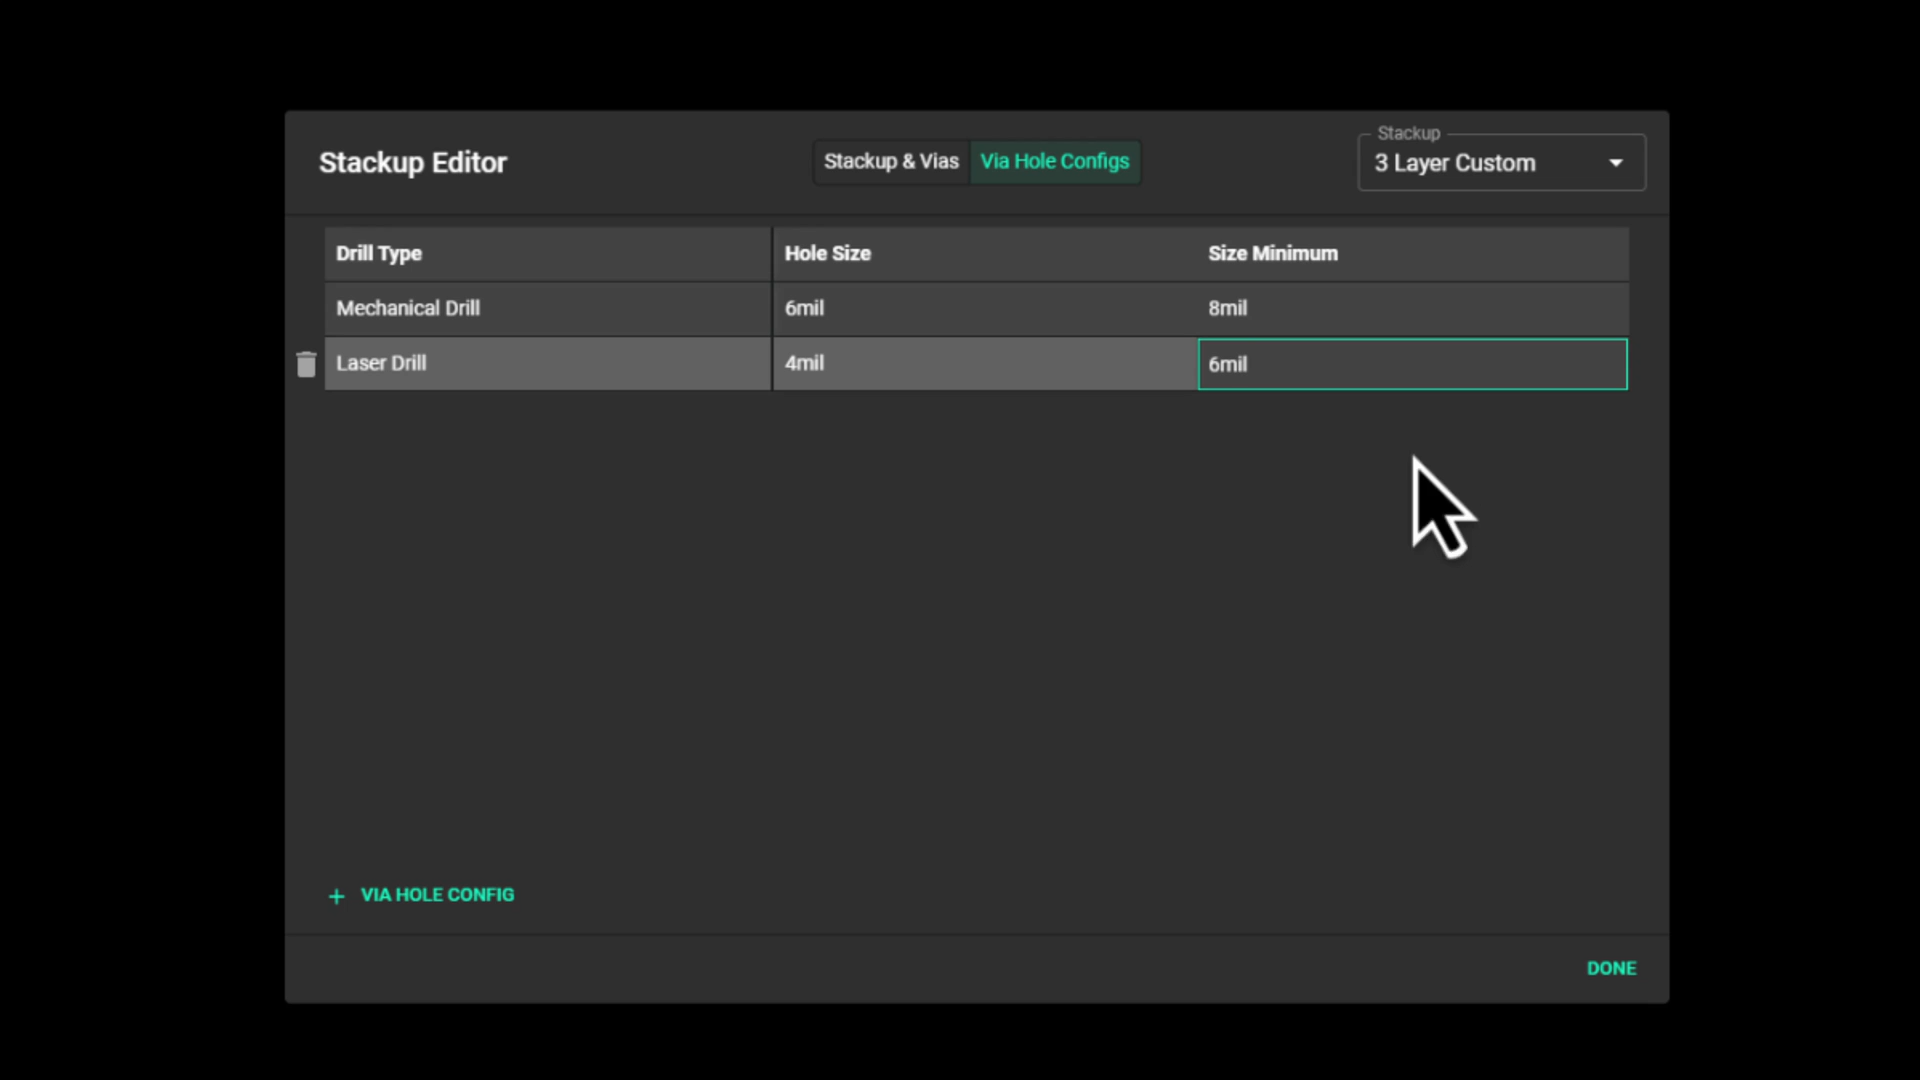 Stackup
Stackup Editor
Stackup & Vias
Via Hole Configs
3 Layer Custom
Drill Type Hole Size Size Minimum
Mechanical Drill 6mil 8mil
Laser Drill 4mil 6mil
+ VIA HOLE CONFIG
DONE